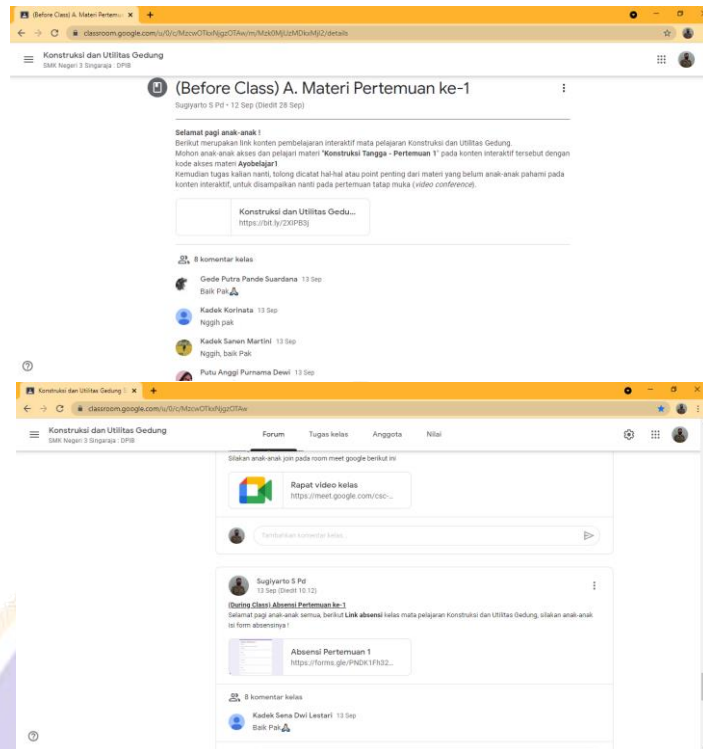 (Before Class) A. Materi Pertemu
classroom.google.com/u/0/c/MzcwOTkxNjgzOTAw/m/Mzk0MjUzMDkxMjI2/details
Konstruksi dan Utilitas Gedung
SMK Negeri 3 Singaraja : DPIB
(Before Class) A. Materi Pertemuan ke-1
Sugiyarto S Pd • 12 Sep (Diedit 28 Sep)
Selamat pagi anak-anak !
Berikut merupakan link konten pembelajaran interaktif mata pelajaran Konstruksi dan Utilitas Gedung.
Mohon anak-anak akses dan pelajari materi "Konstruksi Tangga - Pertemuan 1" pada konten interaktif tersebut dengan
kode akses materi Ayobelajar1
Kemudian tugas kalian nanti, tolong dicatat hal-hal atau point penting dari materi yang belum anak-anak pahami pada
konten interaktif, untuk disampaikan nanti pada pertemuan tatap muka (video conference).
Konstruksi dan Utilitas Gedu...
https://bit.ly/2XIPB3j
8 komentar kelas
Gede Putra Pande Suardana 13 Sep
Baik Pak🙏
Kadek Korinata 13 Sep
Nggih pak
Kadek Sanen Martini 13 Sep
Nggih, baik Pak
Putu Anggi Purnama Dewi 13 Sep
Konstruksi dan Utilitas Gedung
classroom.google.com/u/0/c/MzcwOTkxNjgzOTAw
Konstruksi dan Utilitas Gedung
SMK Negeri 3 Singaraja : DPIB
Forum Tugas kelas Anggota Nilai
Silakan anak-anak join pada room meet google berikut ini
Rapat video kelas
https://meet.google.com/csc-...
Tambahkan komentar kelas...
Sugiyarto S Pd
13 Sep (Diedit 10.12)
(During Class) Absensi Pertemuan ke-1
Selamat pagi anak-anak semua, berikut Link absensi kelas mata pelajaran Konstruksi dan Utilitas Gedung, silakan anak-anak
isi form absensinya !
Absensi Pertemuan 1
https://forms.gle/PNDK1Fh32...
8 komentar kelas
Kadek Sena Dwi Lestari 13 Sep
Baik Pak🙏